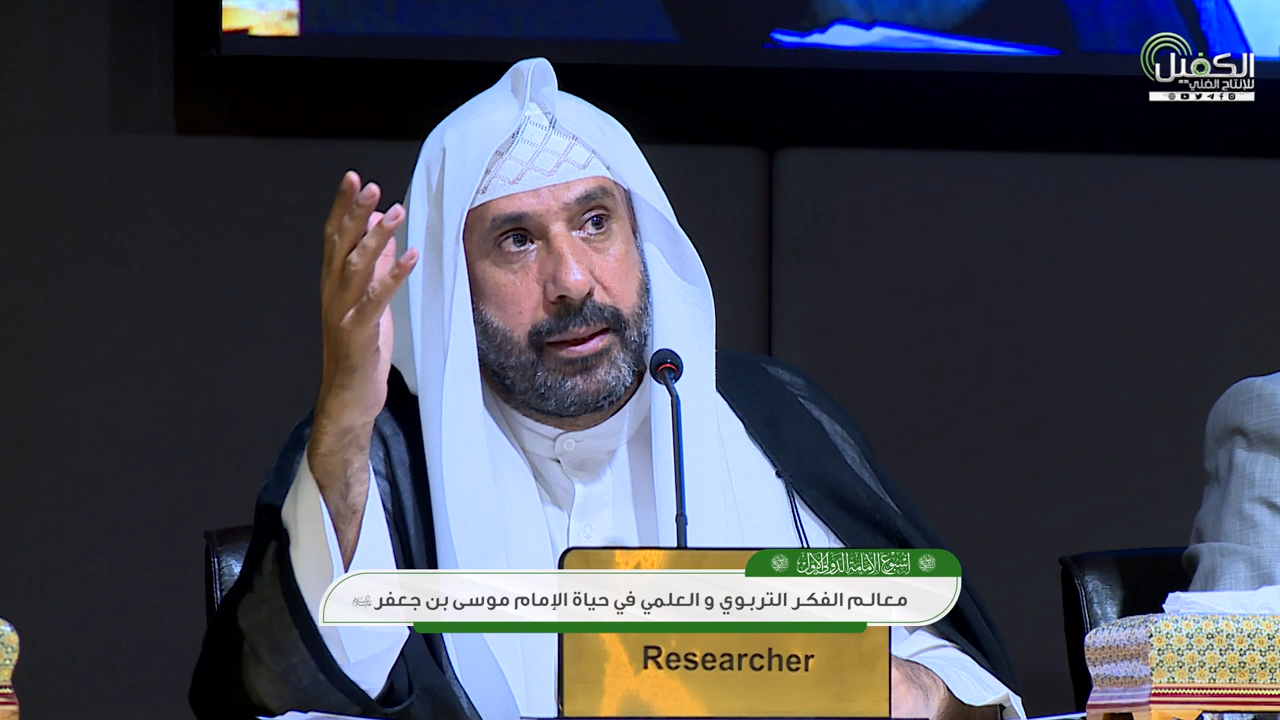 الكفيل
للإنتاج الفني
أسبوع الإمامة الدولي الأول
معالم الفكر التربوي و العلمي في حياة الإمام موسى بن جعفر
Researcher